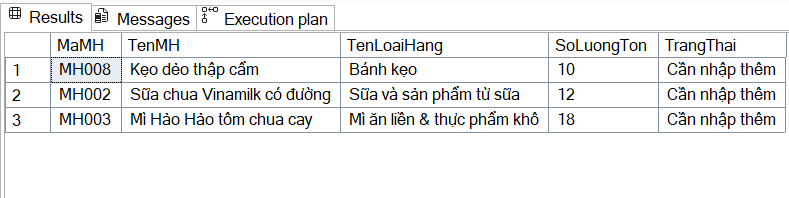 Results Messages Execution plan
MaMH TenMH TenLoaiHang SoLuongTon TrangThai
1 MH008 Kẹo dẻo thập cẩm Bánh kẹo 10 Cần nhập thêm
2 MH002 Sữa chua Vinamilk có đường Sữa và sản phẩm từ sữa 12 Cần nhập thêm
3 MH003 Mì Hảo Hảo tôm chua cay Mì ăn liền & thực phẩm khô 18 Cần nhập thêm